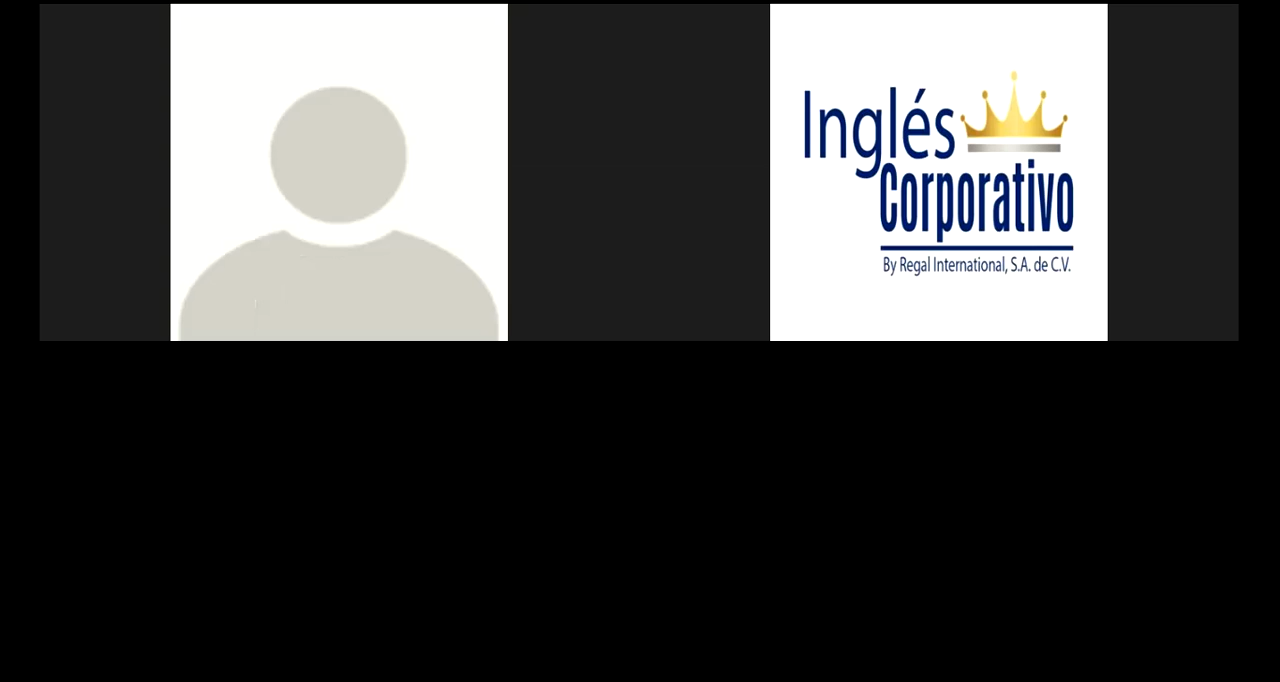 Inglés
Corporativo
By Regal International, S.A. de C.V.